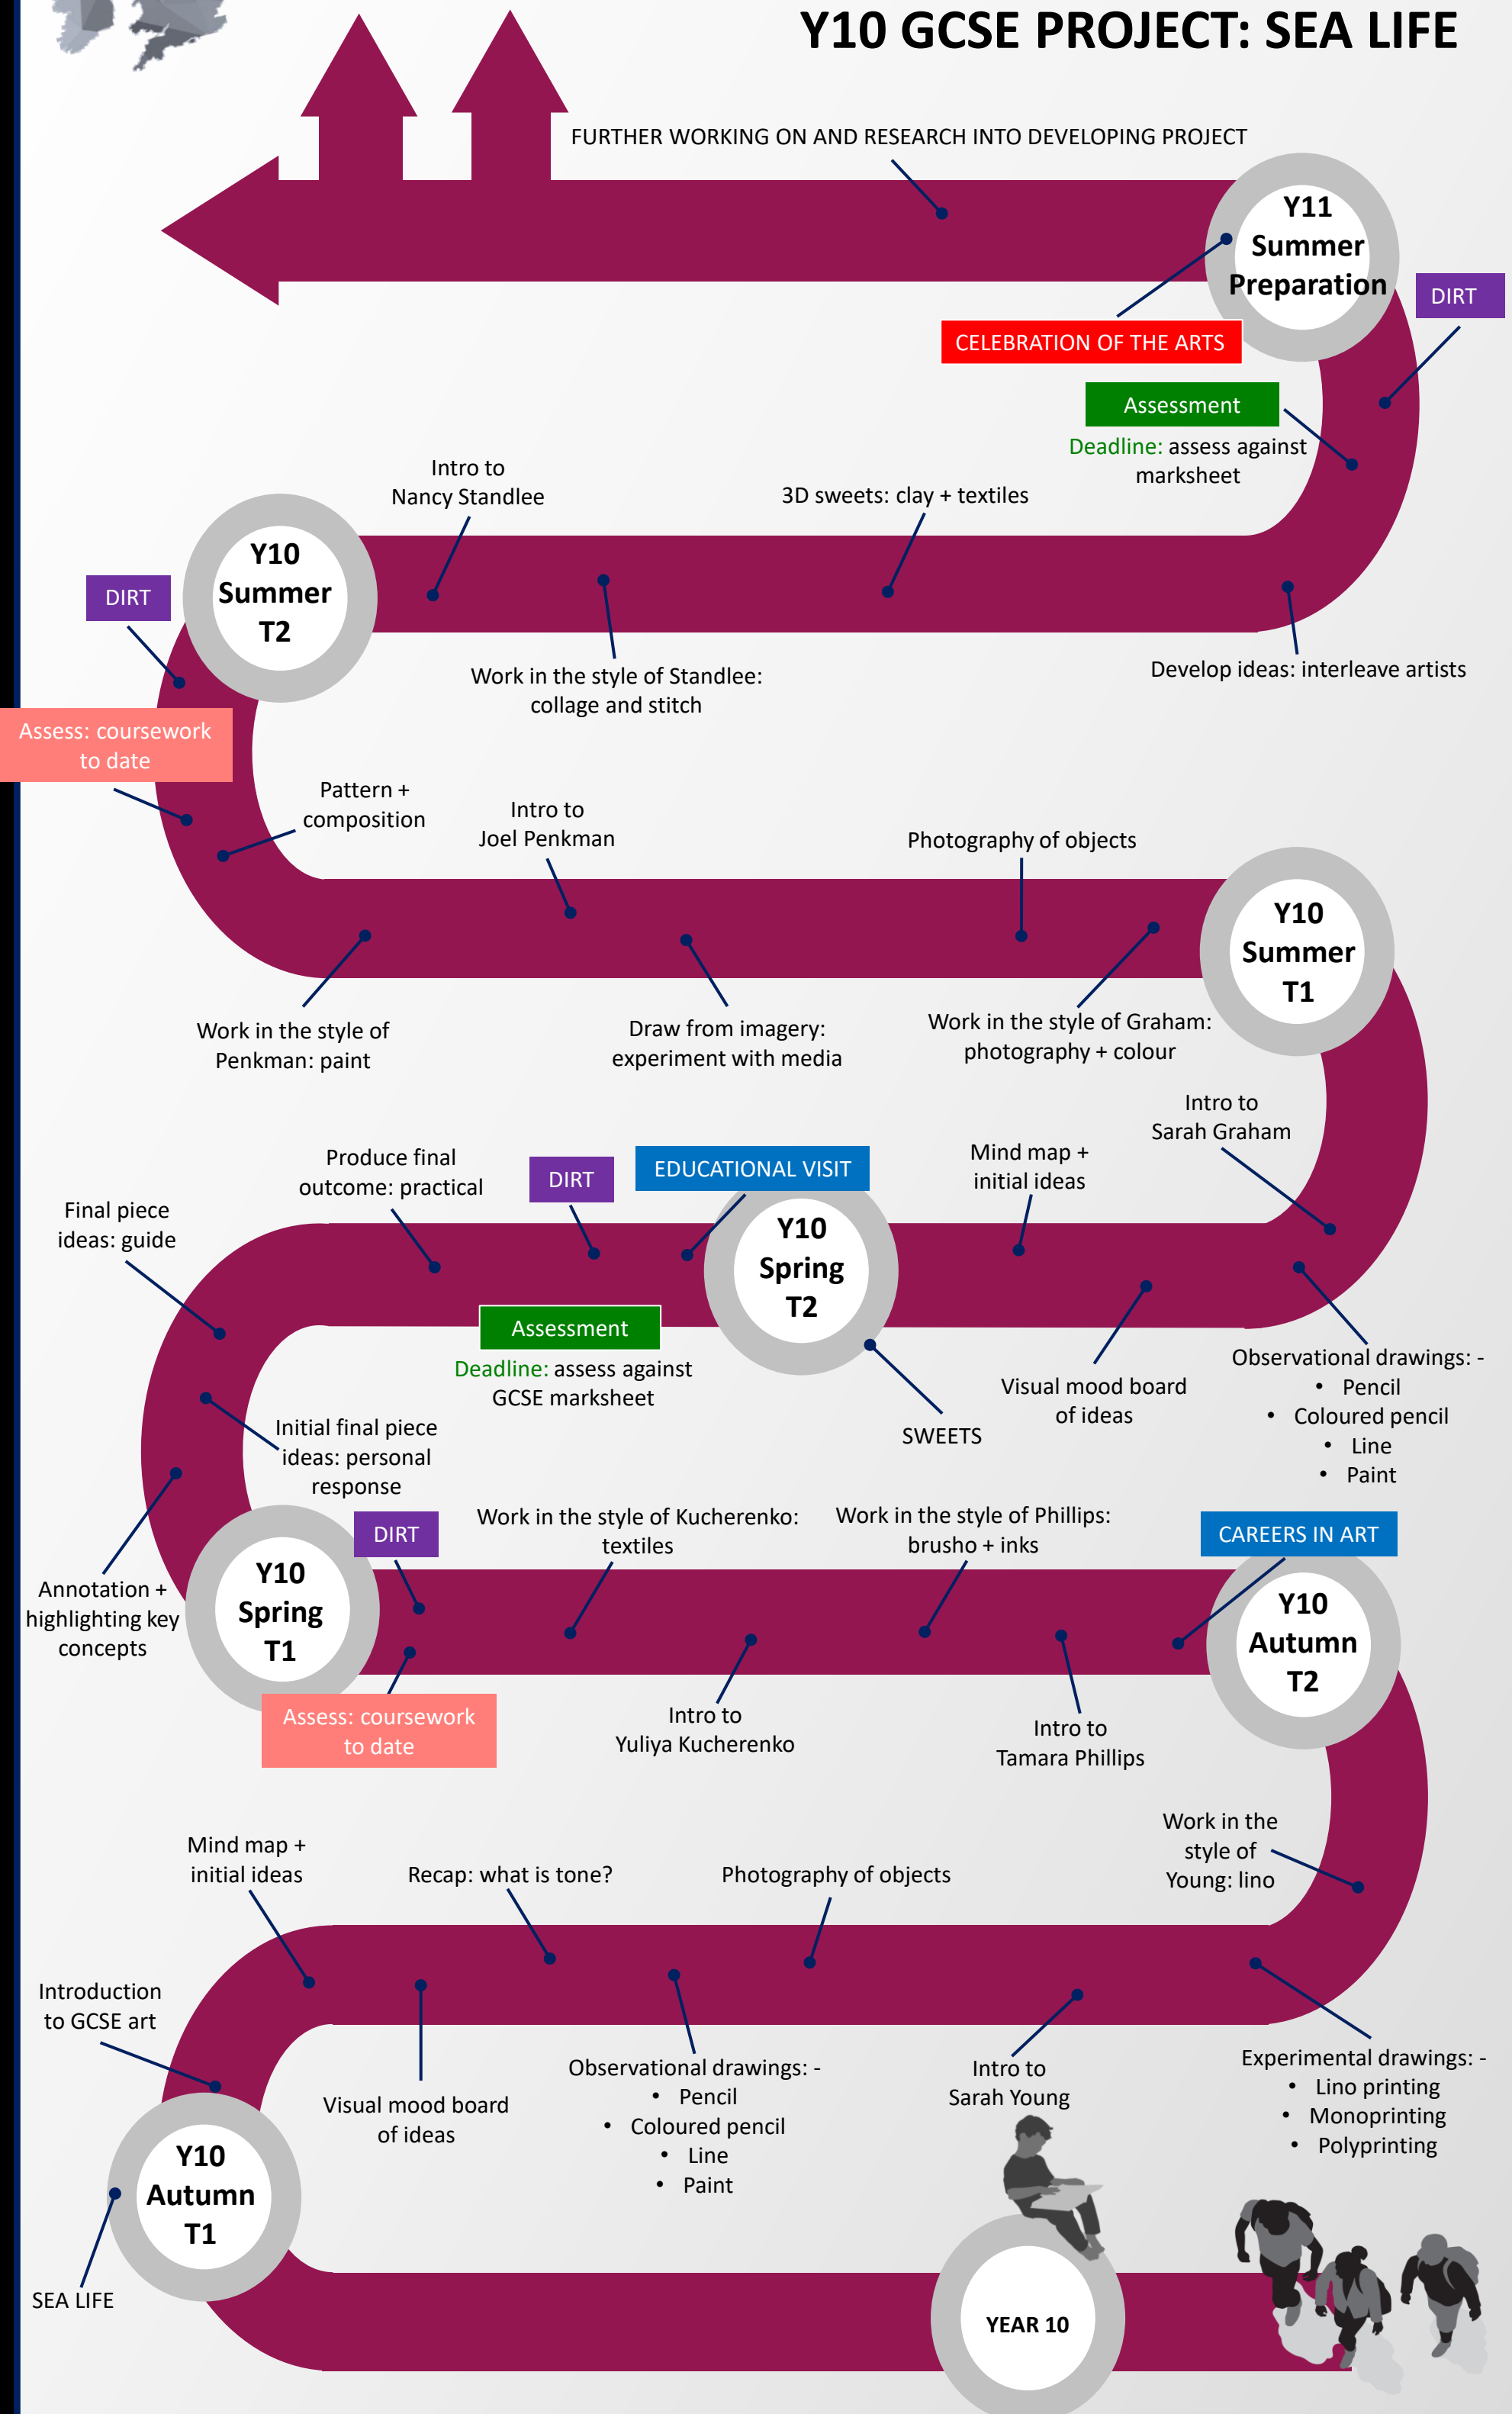 Y10 GCSE PROJECT: SEA LIFE
FURTHER WORKING ON AND RESEARCH INTO DEVELOPING PROJECT
Y11
Summer
Preparation
DIRT
CELEBRATION OF THE ARTS
Assessment
Deadline: assess against
marksheet
Intro to
Nancy Standlee
3D sweets: clay + textiles
Y10
Summer
T2
DIRT
Work in the style of Standlee:
collage and stitch
Develop ideas: interleave artists
Assess: coursework
to date
Pattern +
composition
Intro to
Joel Penkman
Photography of objects
Y10
Summer
T1
Work in the style of
Penkman: paint
Draw from imagery:
experiment with media
Work in the style of Graham:
photography + colour
Intro to
Sarah Graham
Produce final
outcome: practical
DIRT
EDUCATIONAL VISIT
Mind map +
initial ideas
Final piece
ideas: guide
Y10
Spring
T2
Assessment
Deadline: assess against
GCSE marksheet
SWEETS
Visual mood board
of ideas
Observational drawings: -
• Pencil
• Coloured pencil
• Line
• Paint
Initial final piece
ideas: personal
response
Annotation +
highlighting key
concepts
Y10
Spring
T1
DIRT
Work in the style of Kucherenko:
textiles
Work in the style of Phillips:
brusho + inks
CAREERS IN ART
Y10
Autumn
T2
Assess: coursework
to date
Intro to
Yuliya Kucherenko
Intro to
Tamara Phillips
Mind map +
initial ideas
Recap: what is tone?
Photography of objects
Work in the
style of
Young: lino
Introduction
to GCSE art
Visual mood board
of ideas
Observational drawings: -
• Pencil
• Coloured pencil
• Line
• Paint
Intro to
Sarah Young
Experimental drawings: -
• Lino printing
• Monoprinting
• Polyprinting
Y10
Autumn
T1
SEA LIFE
YEAR 10